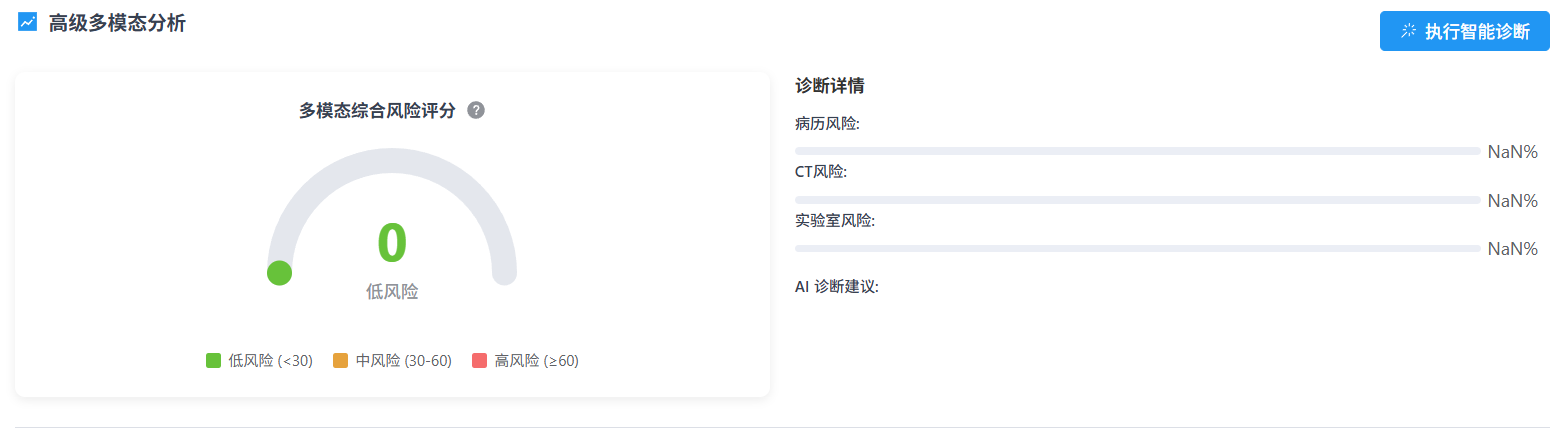 高级多模态分析
执行智能诊断
多模态综合风险评分 ?
0
低风险
低风险 (<30) 中风险 (30-60) 高风险 (≥60)
诊断详情
病历风险:
NaN%
CT风险:
NaN%
实验室风险:
NaN%
AI 诊断建议: